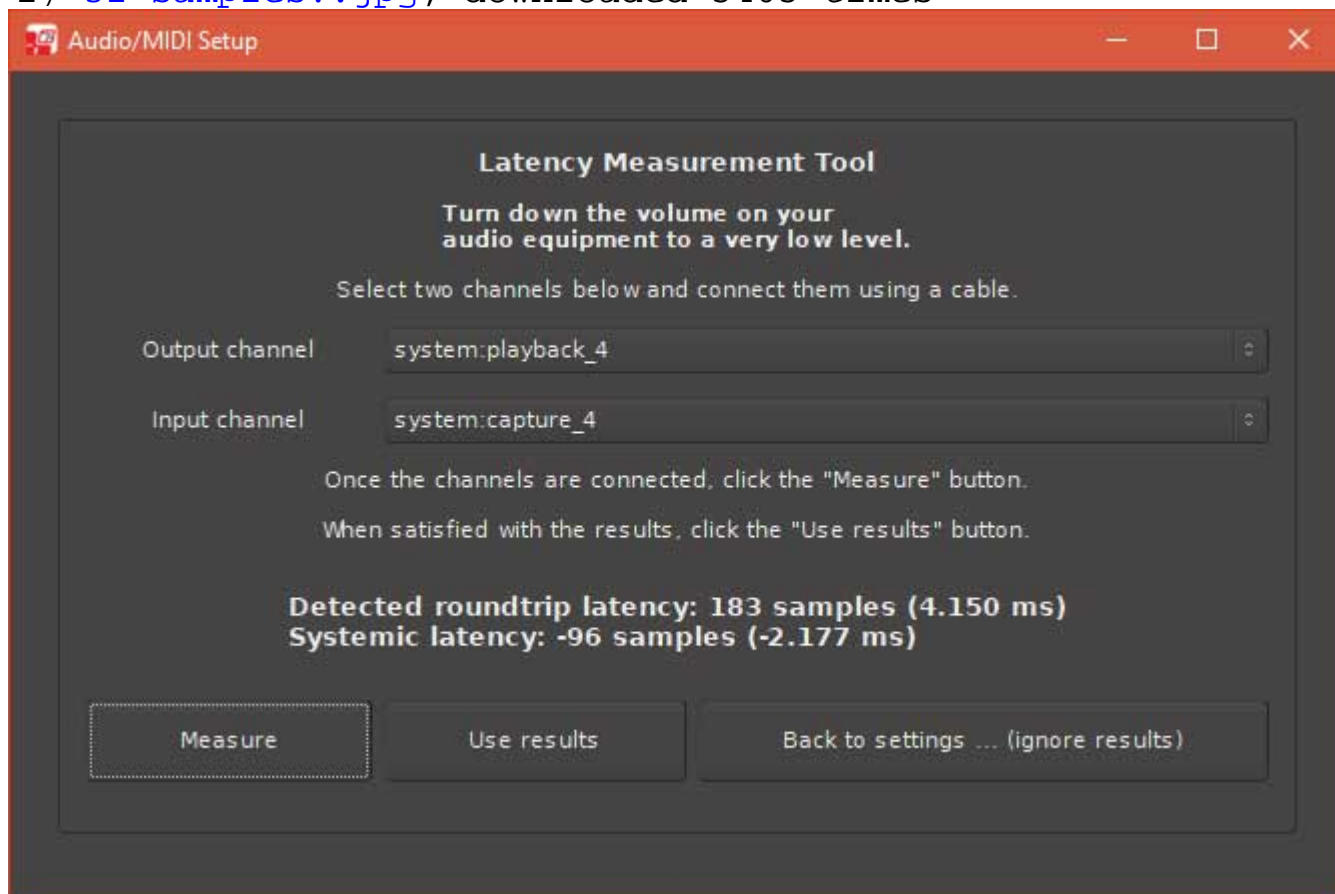 Audio/MIDI Setup
Latency Measurement Tool
Turn down the volume on your
audio equipment to a very low level.
Select two channels below and connect them using a cable.
Output channel system:playback_4
Input channel system:capture_4
Once the channels are connected, click the "Measure" button.
When satisfied with the results, click the "Use results" button.
Detected roundtrip latency: 183 samples (4.150 ms)
Systemic latency: -96 samples (-2.177 ms)
Measure Use results Back to settings ... (ignore results)